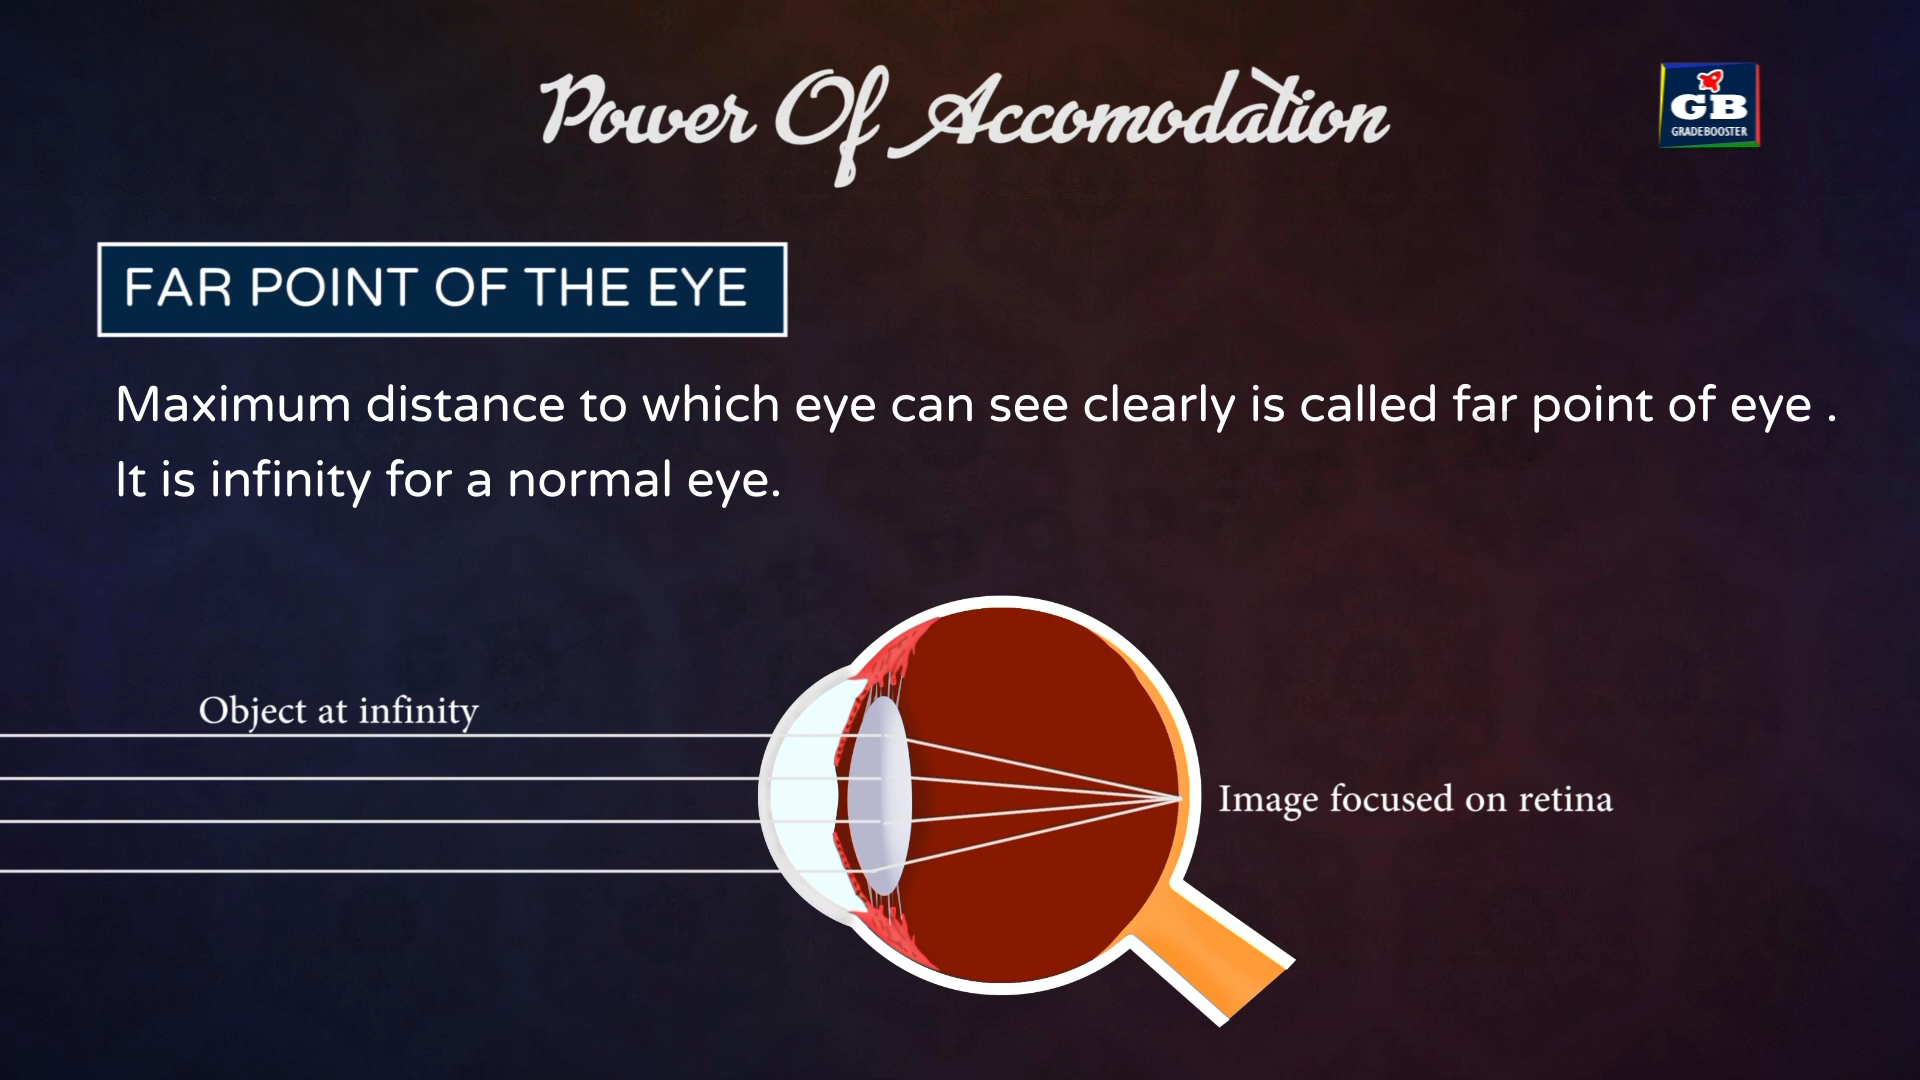 Power Of Accomodation
GB
GRADEBOOSTER
FAR POINT OF THE EYE
Maximum distance to which eye can see clearly is called far point of eye .
It is infinity for a normal eye.
Object at infinity
Image focused on retina